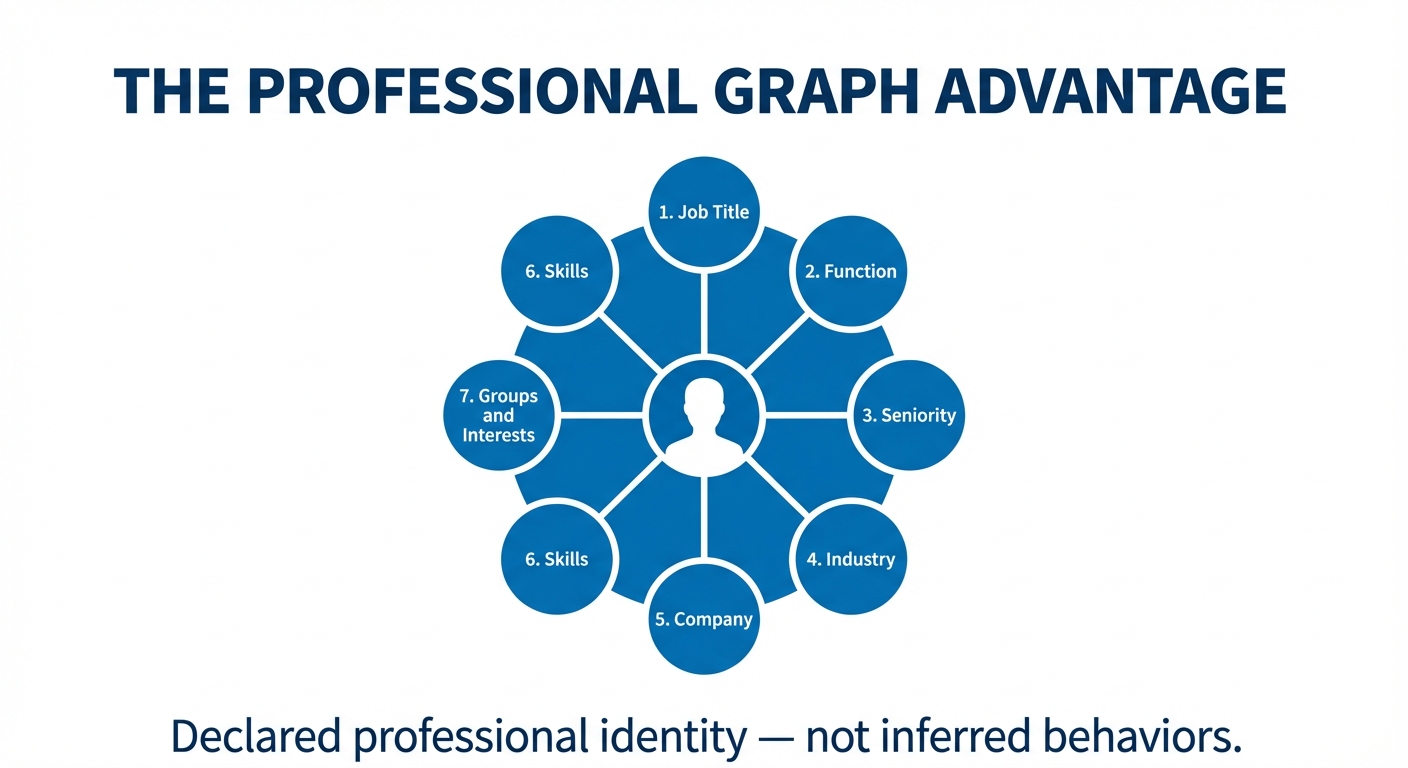 THE PROFESSIONAL GRAPH ADVANTAGE
1. Job Title
2. Function
3. Seniority
4. Industry
5. Company
6. Skills
7. Groups
and
Interests
6. Skills
Declared professional identity — not inferred behaviors.